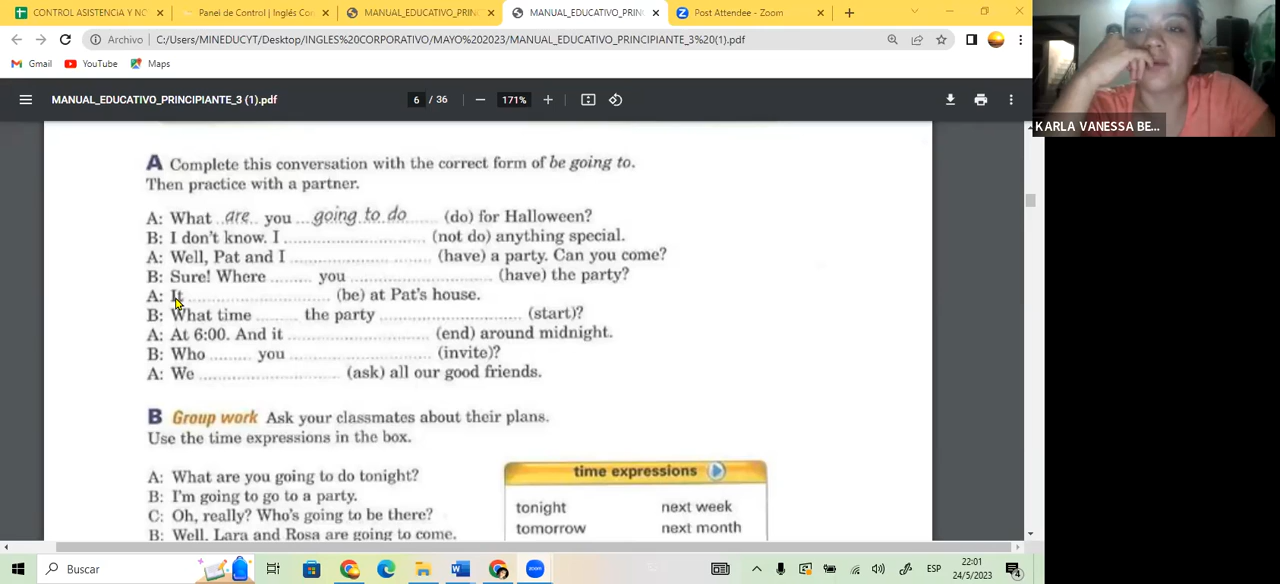 CONTROL ASISTENCIA Y NO
Panel de Control | Inglés Cor
MANUAL_EDUCATIVO_PRIN
MANUAL_EDUCATIVO_PRIN
Post Attendee - Zoom
Archivo C:/Users/MINEDUCYT/Desktop/INGLES%20CORPORATIVO/MAYO%202023/MANUAL_EDUCATIVO_PRINCIPIANTE_3%20(1).pdf
Gmail YouTube Maps
MANUAL_EDUCATIVO_PRINCIPIANTE_3 (1).pdf 6 / 36 171%
KARLA VANESSA BE...
A Complete this conversation with the correct form of be going to.
Then practice with a partner.
A: What are you going to do (do) for Halloween?
B: I don't know. I .......... (not do) anything special.
A: Well, Pat and I .......... (have) a party. Can you come?
B: Sure! Where ....... you .......... (have) the party?
A: It .......... (be) at Pat's house.
B: What time ....... the party .......... (start)?
A: At 6:00. And it .......... (end) around midnight.
B: Who ....... you .......... (invite)?
A: We .......... (ask) all our good friends.
B Group work Ask your classmates about their plans.
Use the time expressions in the box.
A: What are you going to do tonight?
B: I'm going to go to a party.
C: Oh, really? Who's going to be there?
B: Well, Lara and Rosa are going to come.
time expressions
tonight next week
tomorrow next month
Buscar
ESP
22:01
24/5/2023
4